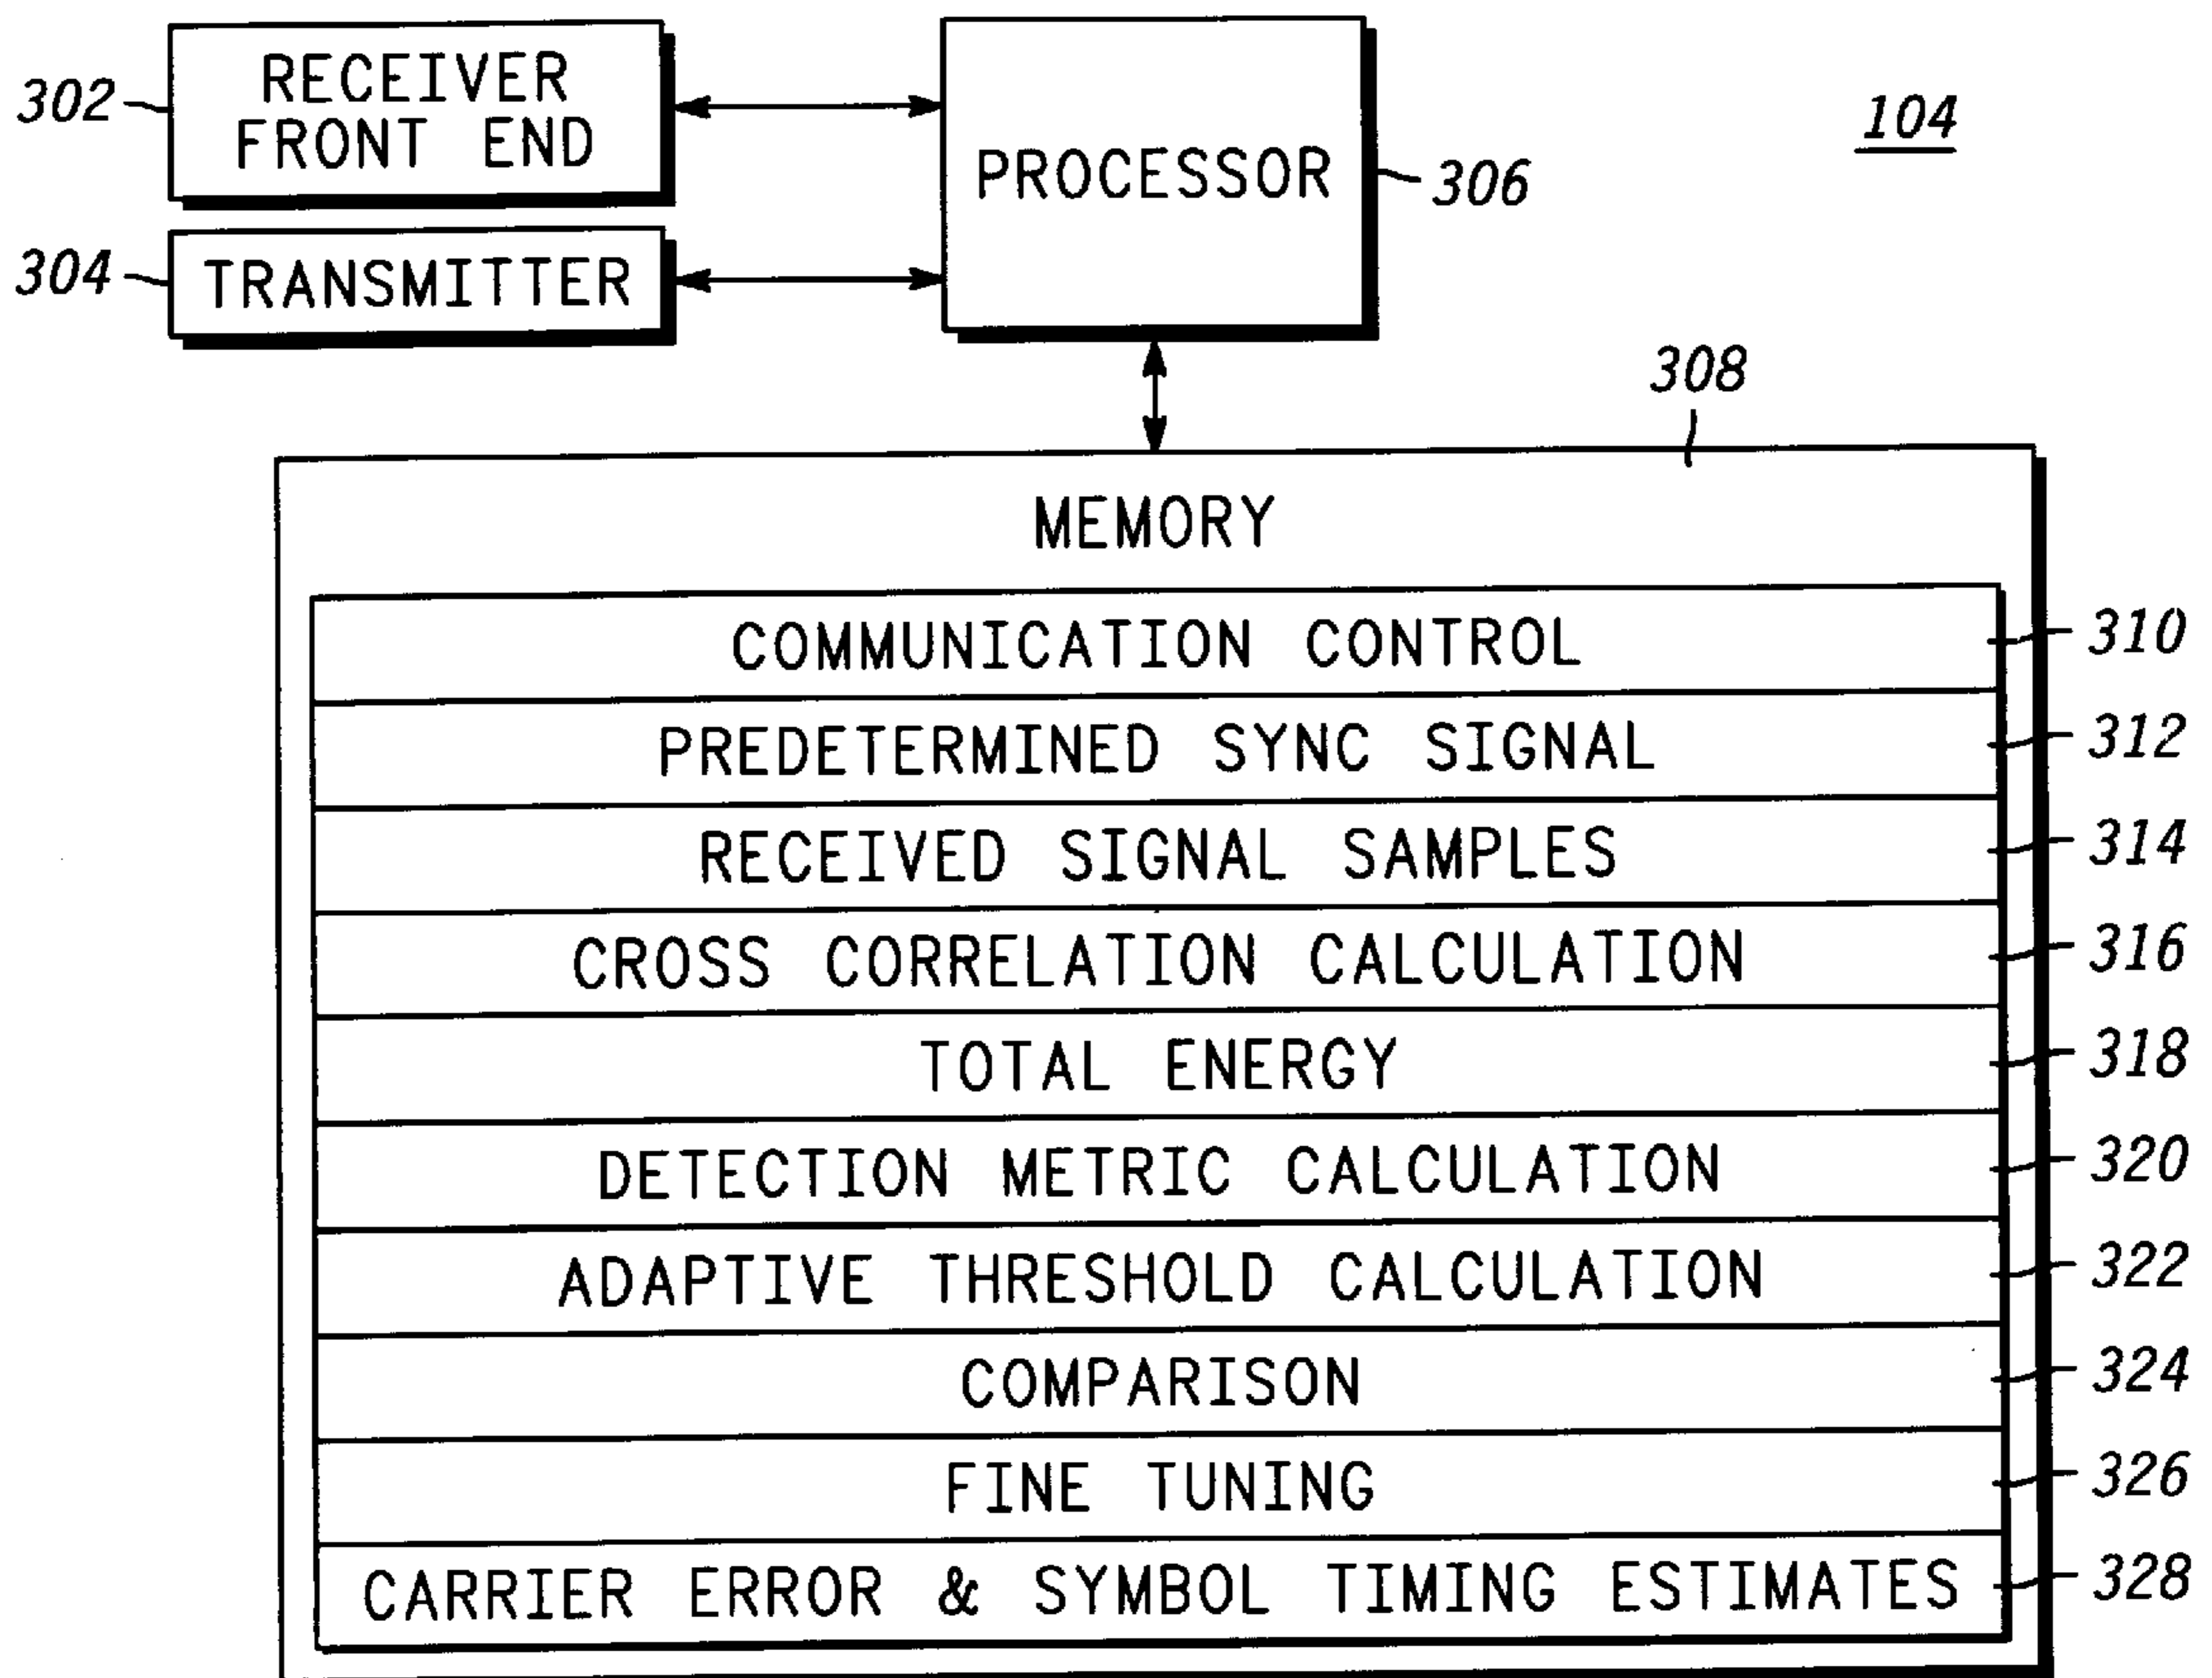 302
RECEIVER
FRONT END
PROCESSOR
306
104
304
TRANSMITTER
308
MEMORY
COMMUNICATION CONTROL
310
PREDETERMINED SYNC SIGNAL
312
RECEIVED SIGNAL SAMPLES
314
CROSS CORRELATION CALCULATION
316
TOTAL ENERGY
318
DETECTION METRIC CALCULATION
320
ADAPTIVE THRESHOLD CALCULATION
322
COMPARISON
324
FINE TUNING
326
CARRIER ERROR & SYMBOL TIMING ESTIMATES
328